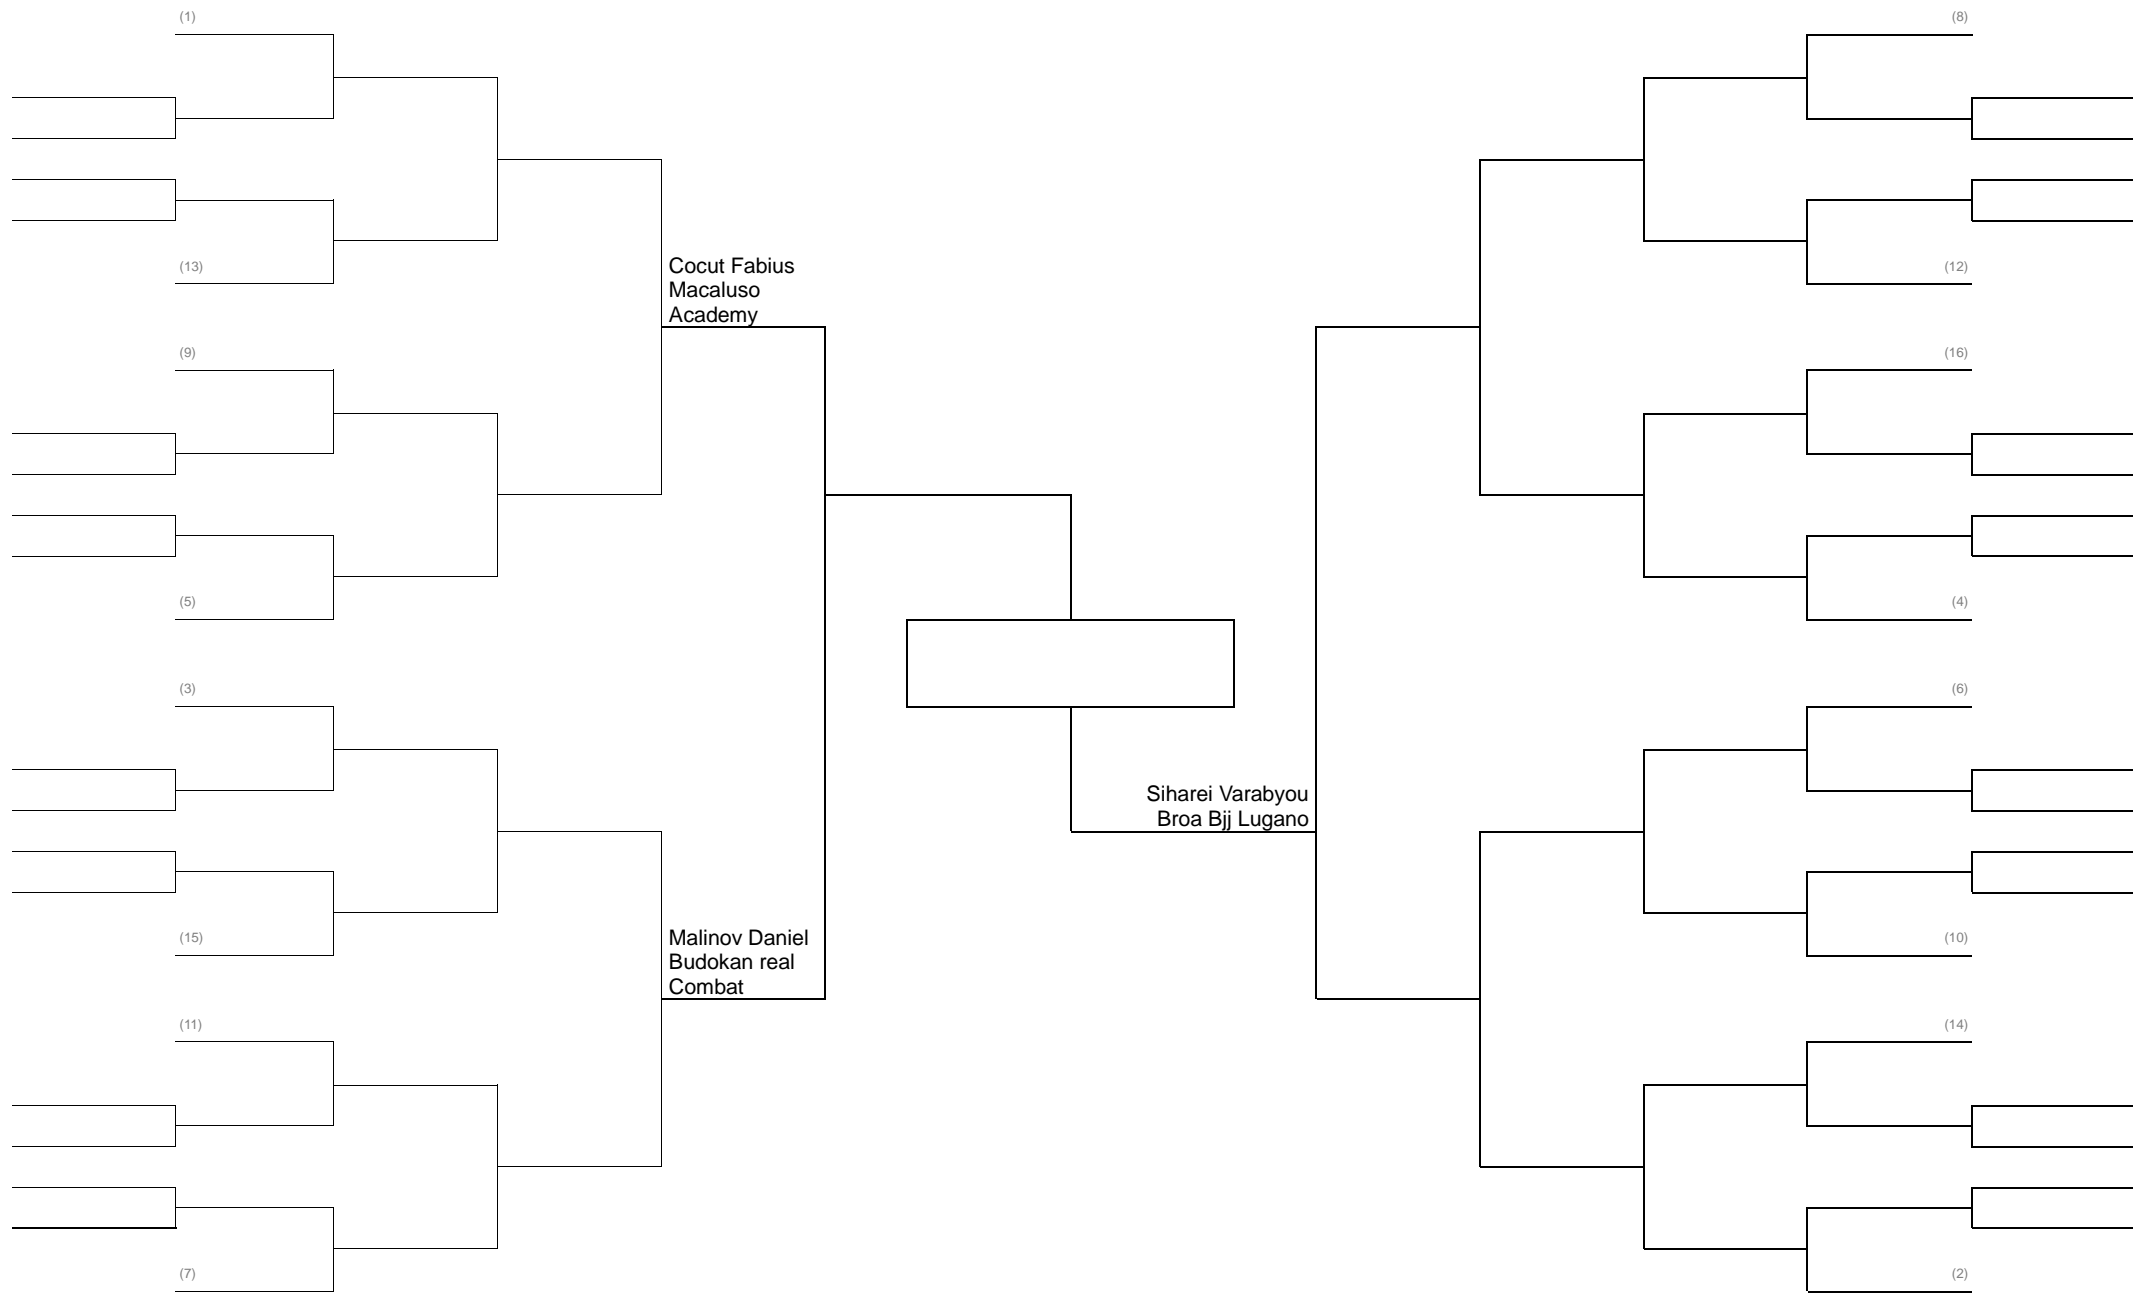 (1)
(8)
(13)
(12)
Cocut Fabius
Macaluso
Academy
(9)
(16)
(5)
(4)
(3)
(6)
Siharei Varabyou
Broa Bjj Lugano
(15)
(10)
Malinov Daniel
Budokan real
Combat
(11)
(14)
(7)
(2)